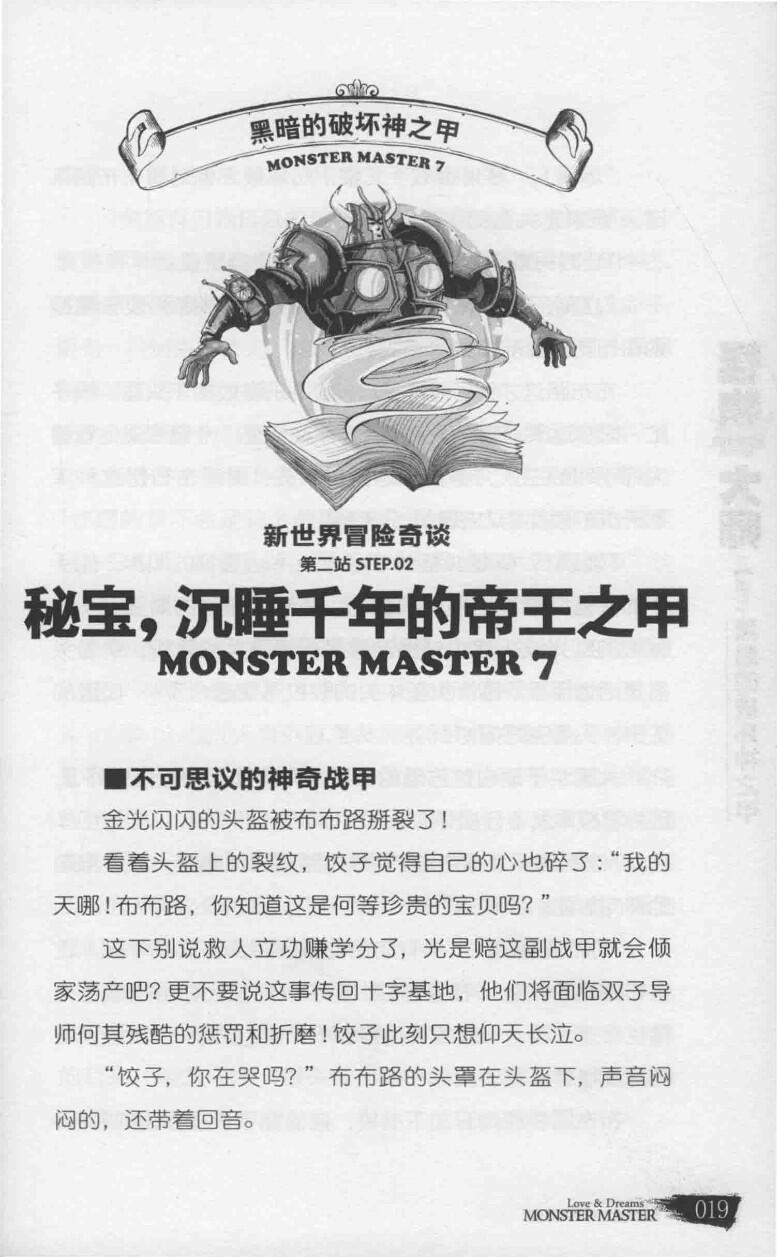 黑暗的破坏神之甲
MONSTER MASTER 7
新世界冒险奇谈
第二站 STEP.02
秘宝，沉睡千年的帝王之甲
MONSTER MASTER 7
■不可思议的神奇战甲
金光闪闪的头盔被布布路掰裂了！
看着头盔上的裂纹，饺子觉得自己的心也碎了：“我的
天哪！布布路，你知道这是何等珍贵的宝贝吗？”
这下别说救人立功赚学分了，光是赔这副战甲就会倾
家荡产吧？更不要说这事传回十字基地，他们将面临双子导
师何其残酷的惩罚和折磨！饺子此刻只想仰天长泣。
“饺子，你在哭吗？”布布路的头罩在头盔下，声音闷
闷的，还带着回音。
Love & Dreams
MONSTER MASTER 019